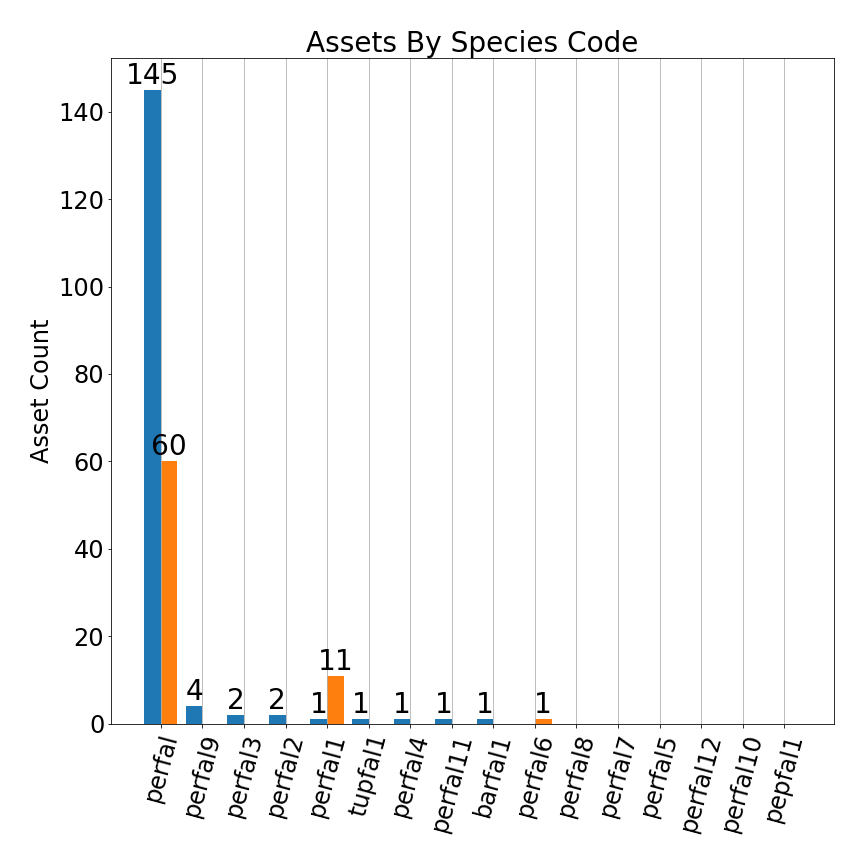 Assets By Species Code
Asset Count
140
120
100
80
60
40
20
0
145
60
4
2
2
1
11
1
1
1
1
1
perfal
perfal9
perfal3
perfal2
perfal1
tupfal1
perfal4
perfal11
barfal1
perfal6
perfal8
perfal7
perfal5
perfal12
perfal10
pepfal1